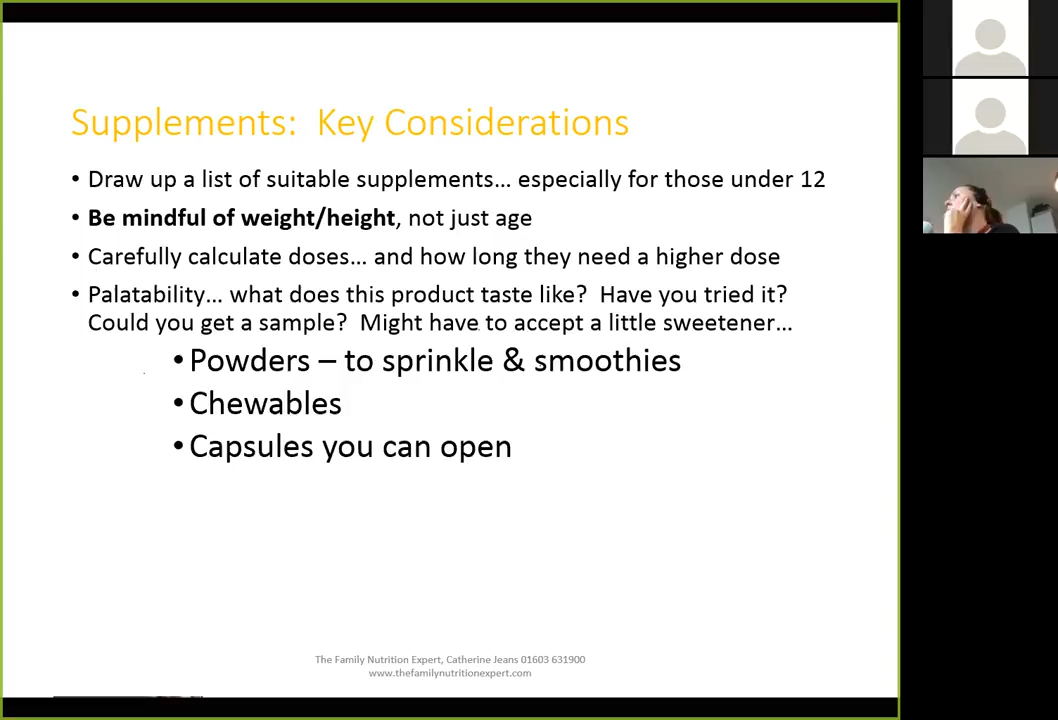 Supplements: Key Considerations
• Draw up a list of suitable supplements... especially for those under 12
• Be mindful of weight/height, not just age
• Carefully calculate doses... and how long they need a higher dose
• Palatability... what does this product taste like? Have you tried it?
Could you get a sample? Might have to accept a little sweetener...
• Powders – to sprinkle & smoothies
• Chewables
• Capsules you can open
The Family Nutrition Expert, Catherine Jeans 01603 631900
www.thefamilynutritionexpert.com